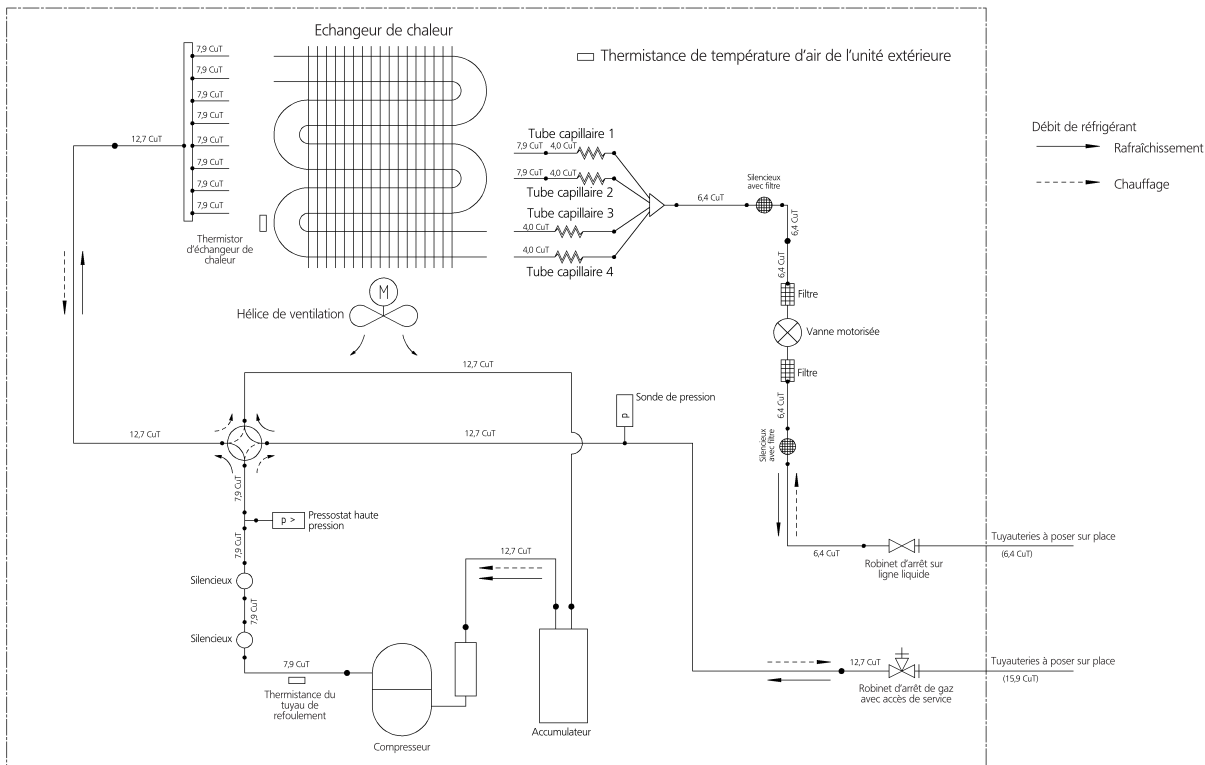 Echangeur de chaleur
Thermistance de température d'air de l'unité extérieure
7,9 CuT
7,9 CuT
7,9 CuT
7,9 CuT
7,9 CuT
7,9 CuT
7,9 CuT
7,9 CuT
12,7 CuT
Thermistor
d'échangeur de
chaleur
Tube capillaire 1
7,9 CuT
4,0 CuT
7,9 CuT
4,0 CuT
Tube capillaire 2
Tube capillaire 3
4,0 CuT
4,0 CuT
Tube capillaire 4
6,4 CuT
Silencieux
avec filtre
6,4 CuT
6,4 CuT
Filtre
Vanne motorisée
Filtre
6,4 CuT
Silencieux
avec filtre
Débit de réfrigérant
Rafraîchissement
Chauffage
M
Hélice de ventilation
12,7 CuT
Sonde de pression
p
12,7 CuT
12,7 CuT
7,9 CuT
p >
Pressostat haute
pression
7,9 CuT
Silencieux
7,9 CuT
Silencieux
7,9 CuT
Thermistance du
tuyau de
refoulement
Compresseur
12,7 CuT
Accumulateur
6,4 CuT
Robinet d'arrêt sur
ligne liquide
Tuyauteries à poser sur place
(6,4 CuT)
12,7 CuT
Robinet d'arrêt de gaz
avec accès de service
Tuyauteries à poser sur place
(15,9 CuT)